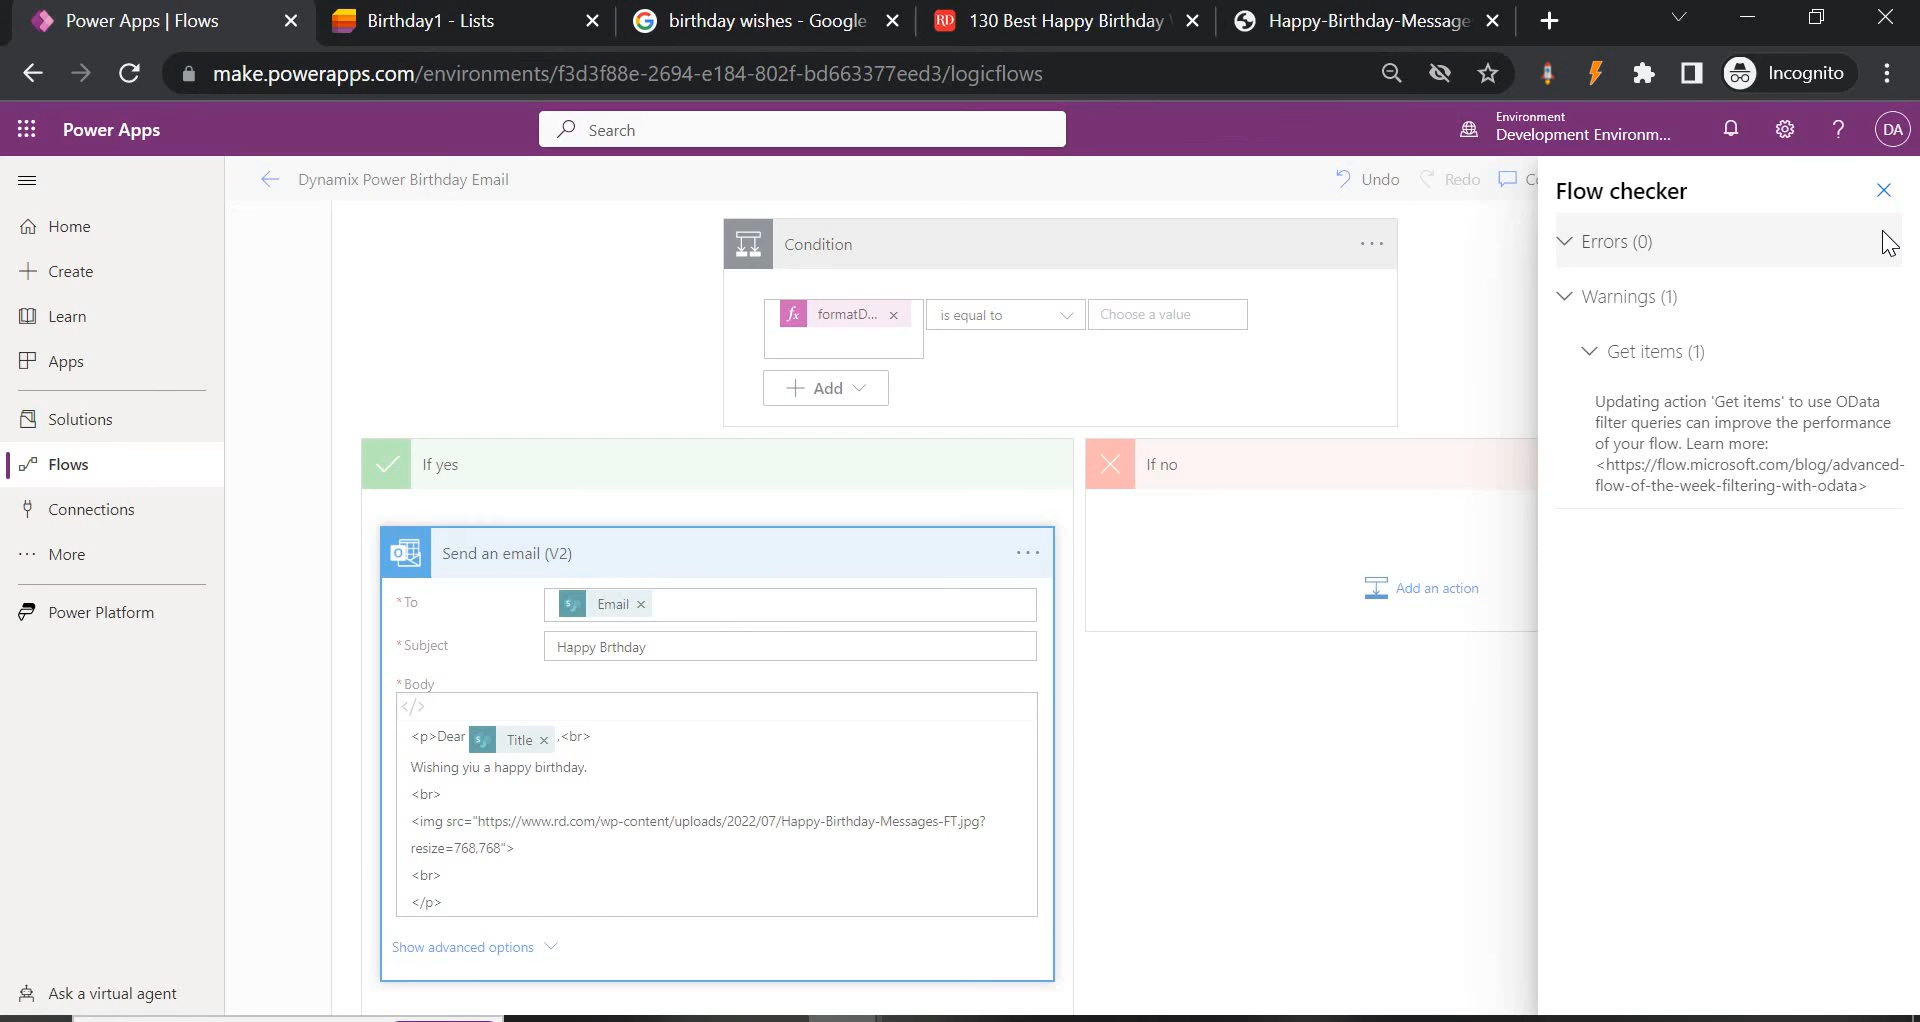 Power Apps | Flows
Birthday1 - Lists
birthday wishes - Google
130 Best Happy Birthday
Happy-Birthday-Message
make.powerapps.com/environments/f3d3f88e-2694-e184-802f-bd663377eed3/logicflows
Incognito
Power Apps
Search
Environment
Development Environm...
DA
Dynamix Power Birthday Email
Undo
Redo
Flow checker
Home
Create
Learn
Apps
Solutions
Flows
Connections
More
Power Platform
Ask a virtual agent
Condition
formatD...
is equal to
Choose a value
Add
If yes
If no
Send an email (V2)
* To
Email
* Subject
Happy Brthday
* Body
</>
<p>Dear Title ,<br>
Wishing yiu a happy birthday.
<br>
<img src="https://www.rd.com/wp-content/uploads/2022/07/Happy-Birthday-Messages-FT.jpg?
resize=768,768">
<br>
</p>
Show advanced options
Add an action
Errors (0)
Warnings (1)
Get items (1)
Updating action 'Get items' to use OData
filter queries can improve the performance
of your flow. Learn more:
<https://flow.microsoft.com/blog/advanced-
flow-of-the-week-filtering-with-odata>